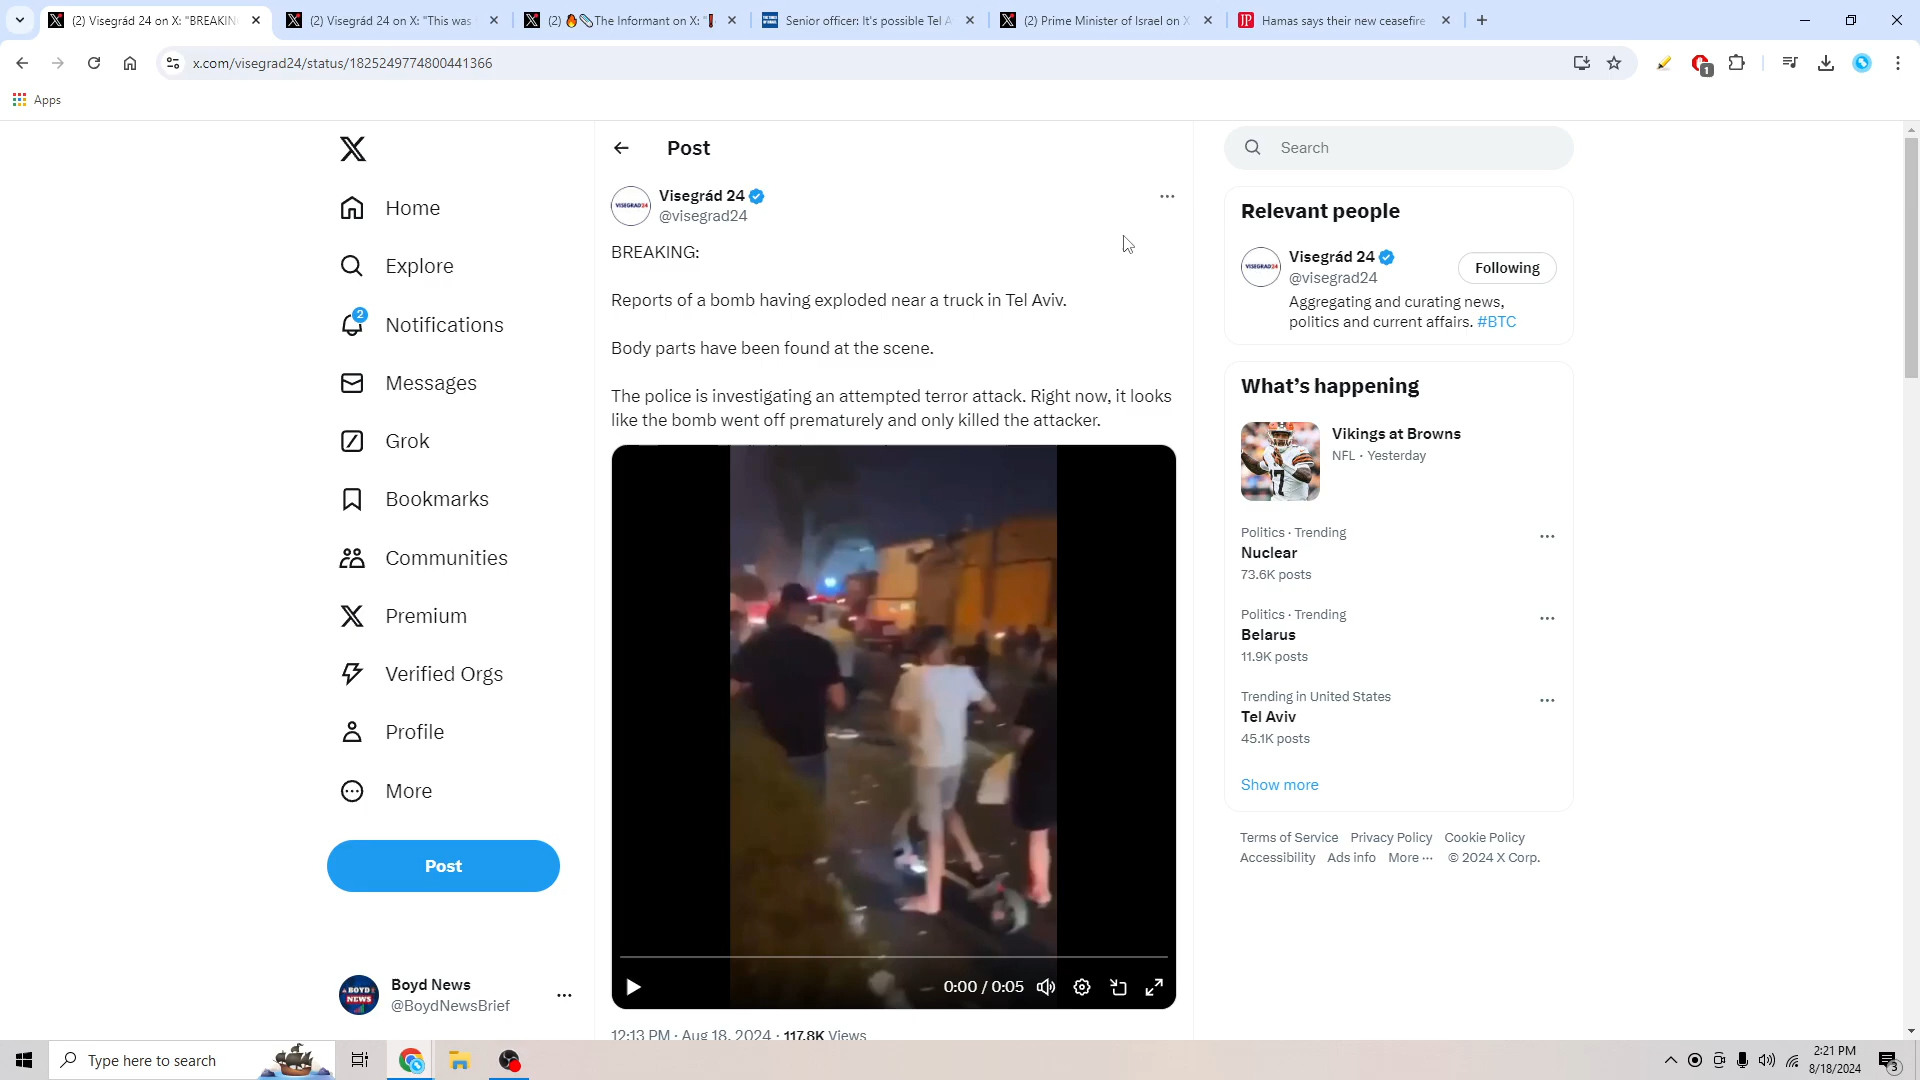 (2) Visegrád 24 on X: "BREAKIN
(2) Visegrád 24 on X: "This was
(2) 🔥📎The Informant on X: "
Senior officer: It's possible Tel A
(2) Prime Minister of Israel on X
JP
Hamas says their new ceasefire
x.com/visegrad24/status/1825249774800441366
1
Apps
Post
Search
VISEGRAD24
Visegrád 24
@visegrad24
BREAKING:
Reports of a bomb having exploded near a truck in Tel Aviv.
Body parts have been found at the scene.
The police is investigating an attempted terror attack. Right now, it looks
like the bomb went off prematurely and only killed the attacker.
0:00 / 0:05
12:13 PM · Aug 18, 2024 · 117.8K Views
Home
Explore
2
Notifications
Messages
Grok
Bookmarks
Communities
Premium
Verified Orgs
Profile
More
Post
BOYD
NEWS
Boyd News
@BoydNewsBrief
Relevant people
VISEGRAD24
Visegrád 24
@visegrad24
Following
Aggregating and curating news,
politics and current affairs. #BTC
What's happening
Vikings at Browns
NFL · Yesterday
Politics · Trending
Nuclear
73.6K posts
Politics · Trending
Belarus
11.9K posts
Trending in United States
Tel Aviv
45.1K posts
Show more
Terms of Service Privacy Policy Cookie Policy
Accessibility Ads info More ··· © 2024 X Corp.
Type here to search
2:21 PM
8/18/2024
3